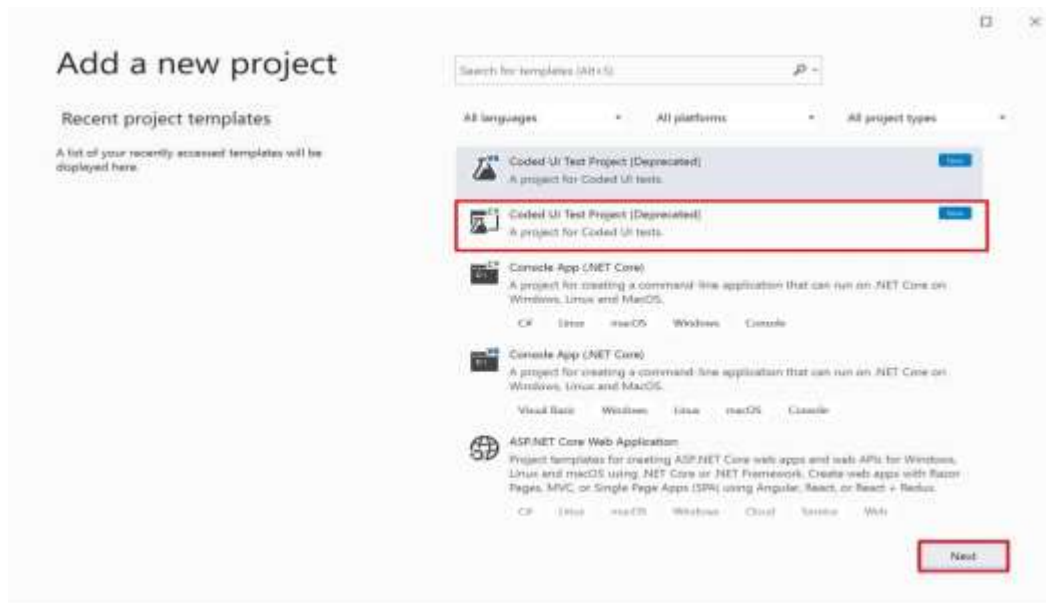 Add a new project
Search for templates (Alt+S)
Recent project templates
All languages
All platforms
All project types
A list of your recently accessed templates will be
displayed here.
Coded UI Test Project (Deprecated)
New
A project for Coded UI tests.
Coded UI Test Project (Deprecated)
New
A project for Coded UI tests.
Console App (.NET Core)
A project for creating a command-line application that can run on .NET Core on
Windows, Linux and MacOS.
C# Linux macOS Windows Console
Console App (.NET Core)
A project for creating a command-line application that can run on .NET Core on
Windows, Linux and MacOS.
Visual Basic Windows Linux macOS Console
ASP.NET Core Web Application
Project templates for creating ASP.NET Core web apps and web APIs for Windows,
Linux and macOS using .NET Core or .NET Framework. Create web apps with Razor
Pages, MVC, or Single Page Apps (SPA) using Angular, React, or React + Redux.
C# Linux macOS Windows Cloud Service Web
Next